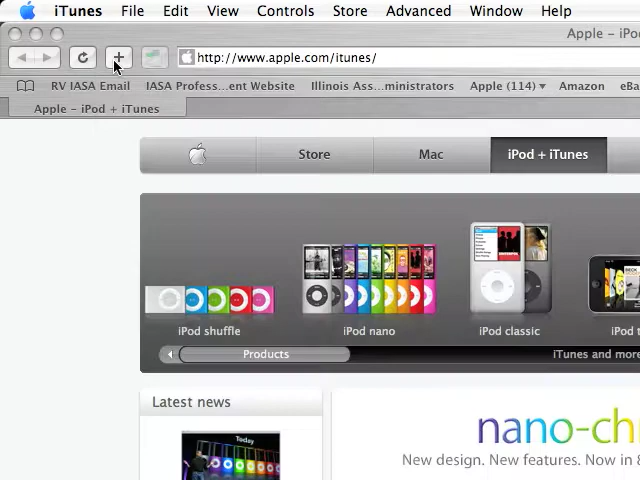 iTunes File Edit View Controls Store Advanced Window Help
Apple – iPo
http://www.apple.com/itunes/
RV IASA Email IASA Profess...ent Website Illinois Ass...ministrators Apple (114) Amazon eBa
Apple – iPod + iTunes
Store Mac iPod + iTunes
iPod shuffle iPod nano iPod classic iPod t
Products iTunes and more
Latest news
Today
nano-chr
New design. New features. Now in 8